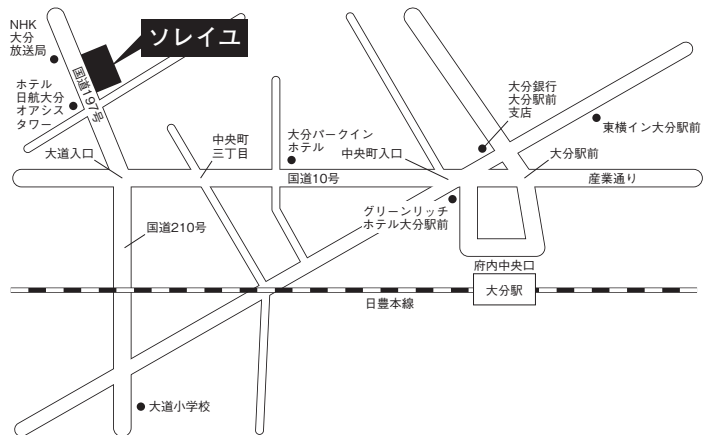 NHK
大分
放送局
ソレイユ
国道197号
ホテル
日航大分
オアシス
タワー
大道入口
中央町
三丁目
大分パークイン
ホテル
中央町入口
大分銀行
大分駅前
支店
東横イン大分駅前
大分駅前
国道10号
産業通り
グリーンリッチ
ホテル大分駅前
国道210号
府内中央口
大分駅
日豊本線
大道小学校